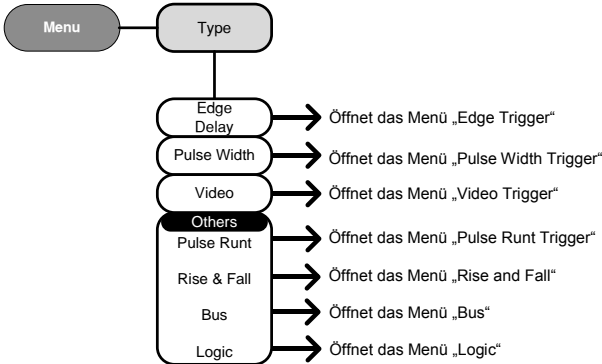 Menu
Type
Edge
Delay
Öffnet das Menü „Edge Trigger“
Pulse Width
Öffnet das Menü „Pulse Width Trigger“
Video
Öffnet das Menü „Video Trigger“
Others
Pulse Runt
Öffnet das Menü „Pulse Runt Trigger“
Rise & Fall
Öffnet das Menü „Rise and Fall“
Bus
Öffnet das Menü „Bus“
Logic
Öffnet das Menü „Logic“